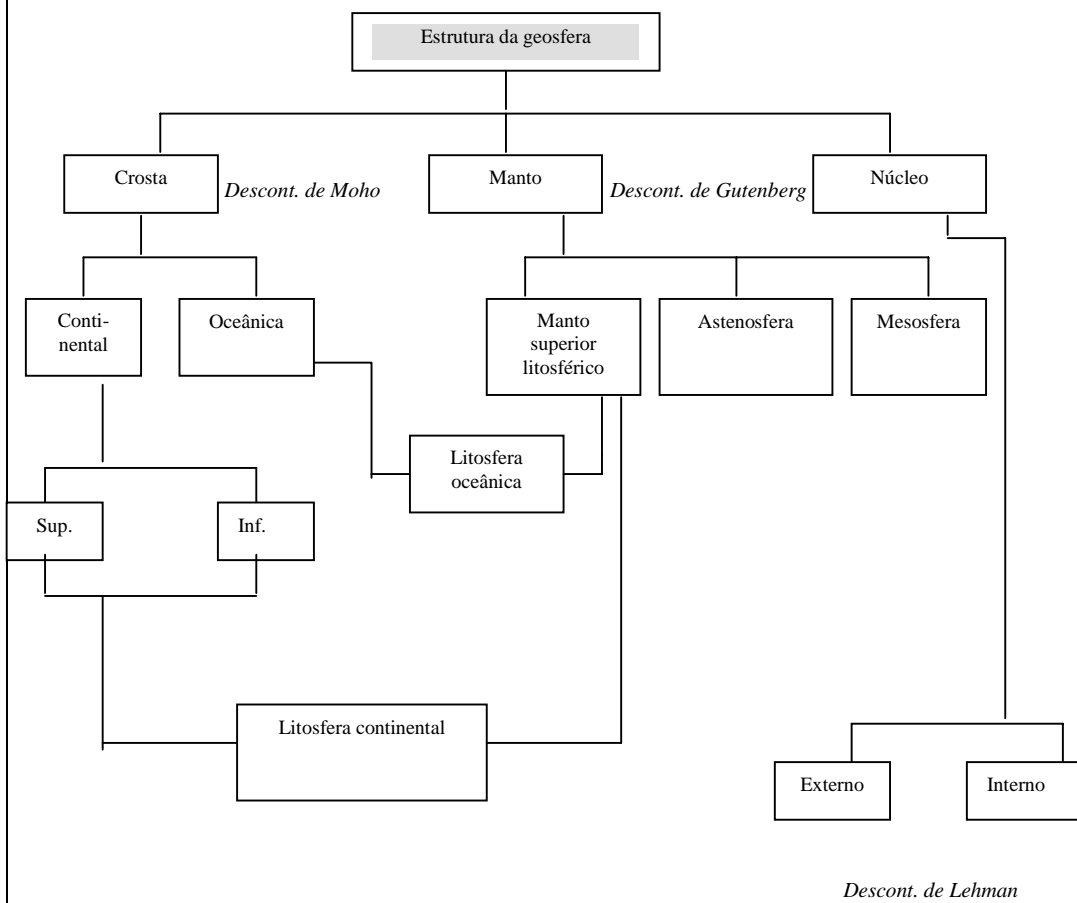 Estrutura da geosfera
Crosta
Descont. de Moho
Manto
Descont. de Gutenberg
Núcleo
Conti-
nental
Oceânica
Manto
superior
litosférico
Astenosfera
Mesosfera
Litosfera
oceânica
Sup.
Inf.
Litosfera continental
Externo
Interno
Descont. de Lehman